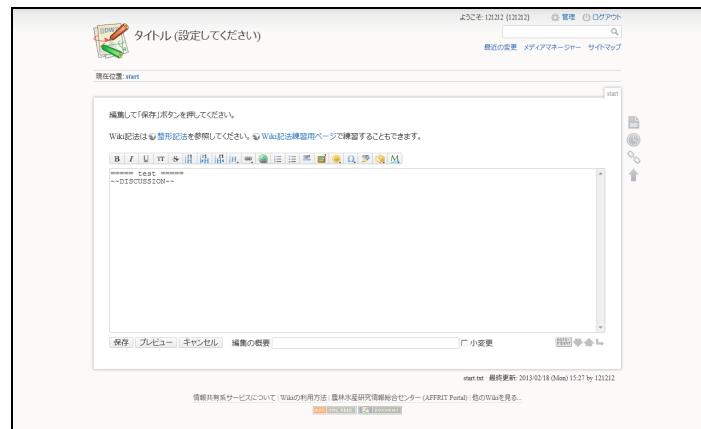 ようこそ: 121212 (121212) 管理 ログアウト
タイトル (設定してください)
最近の変更 メディアマネージャー サイトマップ
現在位置: start
start
編集して「保存」ボタンを押してください。
Wiki記法は 整形記法を参照してください。 Wiki記法練習用ページで練習することもできます。
B I U TT S
===== test =====
~~DISCUSSION~~
保存 プレビュー キャンセル 編集の概要 小変更
start.txt · 最終更新: 2013/02/18 (Mon) 15:27 by 121212
情報共有系サービスについて | Wikiの利用方法 | 農林水産研究情報総合センター (AFFRIT Portal) | 他のWikiを見る...